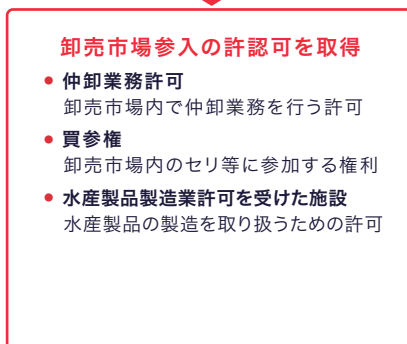 卸売市場参入の許認可を取得
● 仲卸業務許可
卸売市場内で仲卸業務を行う許可
● 買参権
卸売市場内のセリ等に参加する権利
● 水産製品製造業許可を受けた施設
水産製品の製造を取り扱うための許可